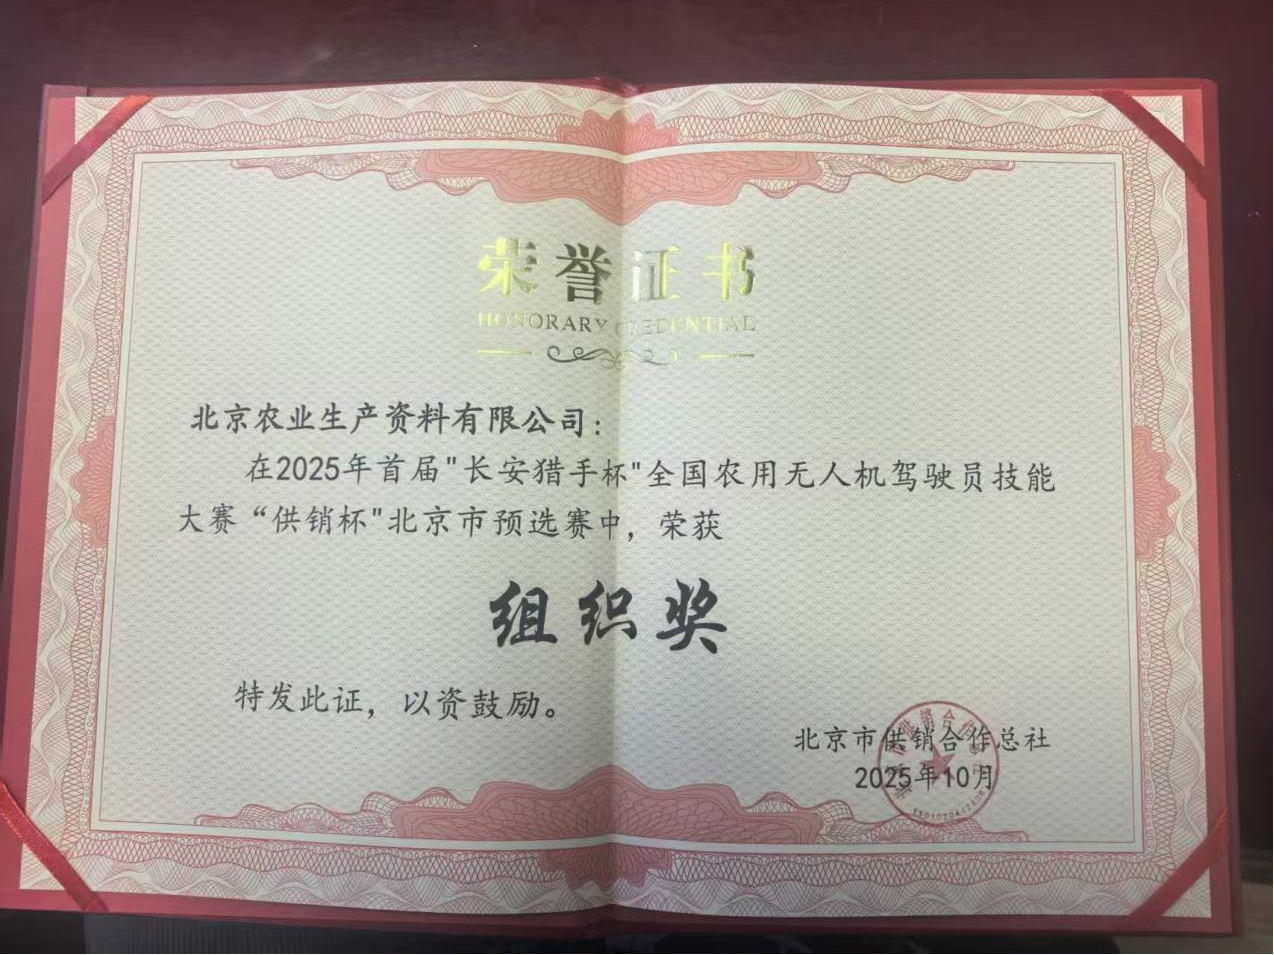 荣誉证书
HONORARY CREDENTIAL
北京农业生产资料有限公司：
在2025年首届"长安猎手杯"全国农用无人机驾驶员技能
大赛“供销杯"北京市预选赛中，荣获
组织奖
特发此证，以资鼓励。
北京市供销合作总社
2025年10月